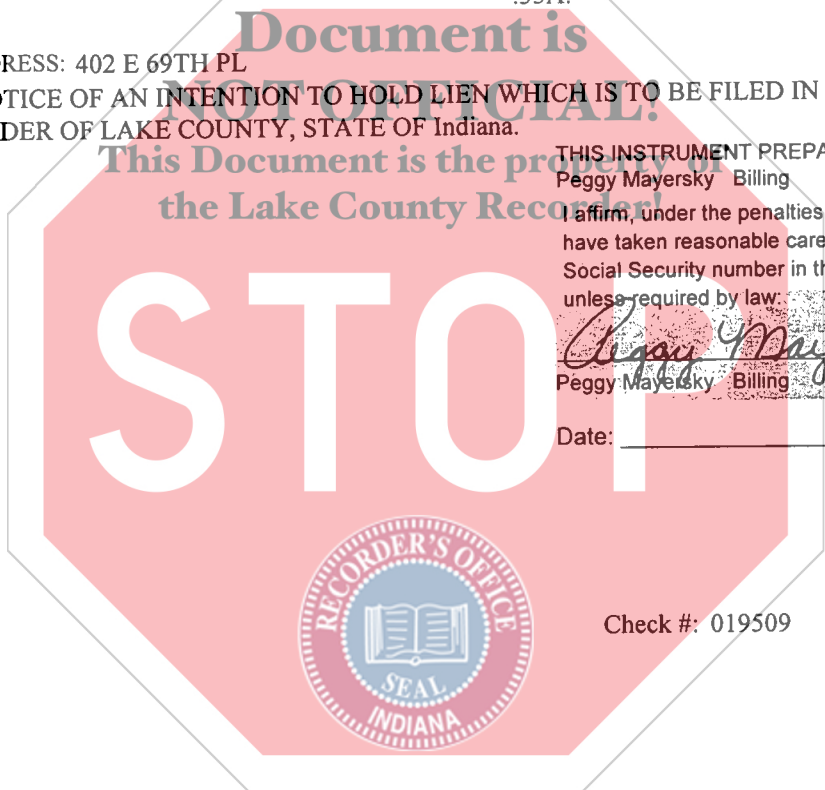 .55A.
Document is
RESS: 402 E 69TH PL
NOT OFFICIAL!
TICE OF AN INTENTION TO HOLD LIEN WHICH IS TO BE FILED IN
DER OF LAKE COUNTY, STATE OF Indiana.
This Document is the property of
the Lake County Recorder!
THIS INSTRUMENT PREPA
Peggy Mayersky Billing
I affirm, under the penalties
have taken reasonable care
Social Security number in th
unless required by law:
Peggy May
Peggy Mayersky Billing
Date:
STOP
RECORDER'S OFFICE
SEAL
INDIANA
Check #: 019509